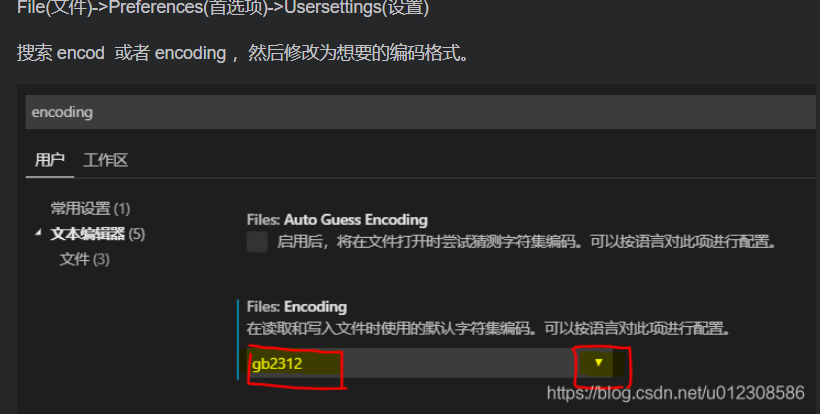 File(文件)->Preferences(首选项)->Usersettings(设置)
搜索 encod 或者 encoding ，然后修改为想要的编码格式。
encoding
用户 工作区
常用设置 (1)
文本编辑器 (5)
文件 (3)
Files: Auto Guess Encoding
启用后，将在文件打开时尝试猜测字符集编码。可以按语言对此项进行配置。
Files: Encoding
在读取和写入文件时使用的默认字符集编码。可以按语言对此项进行配置。
gb2312
https://blog.csdn.net/u012308586